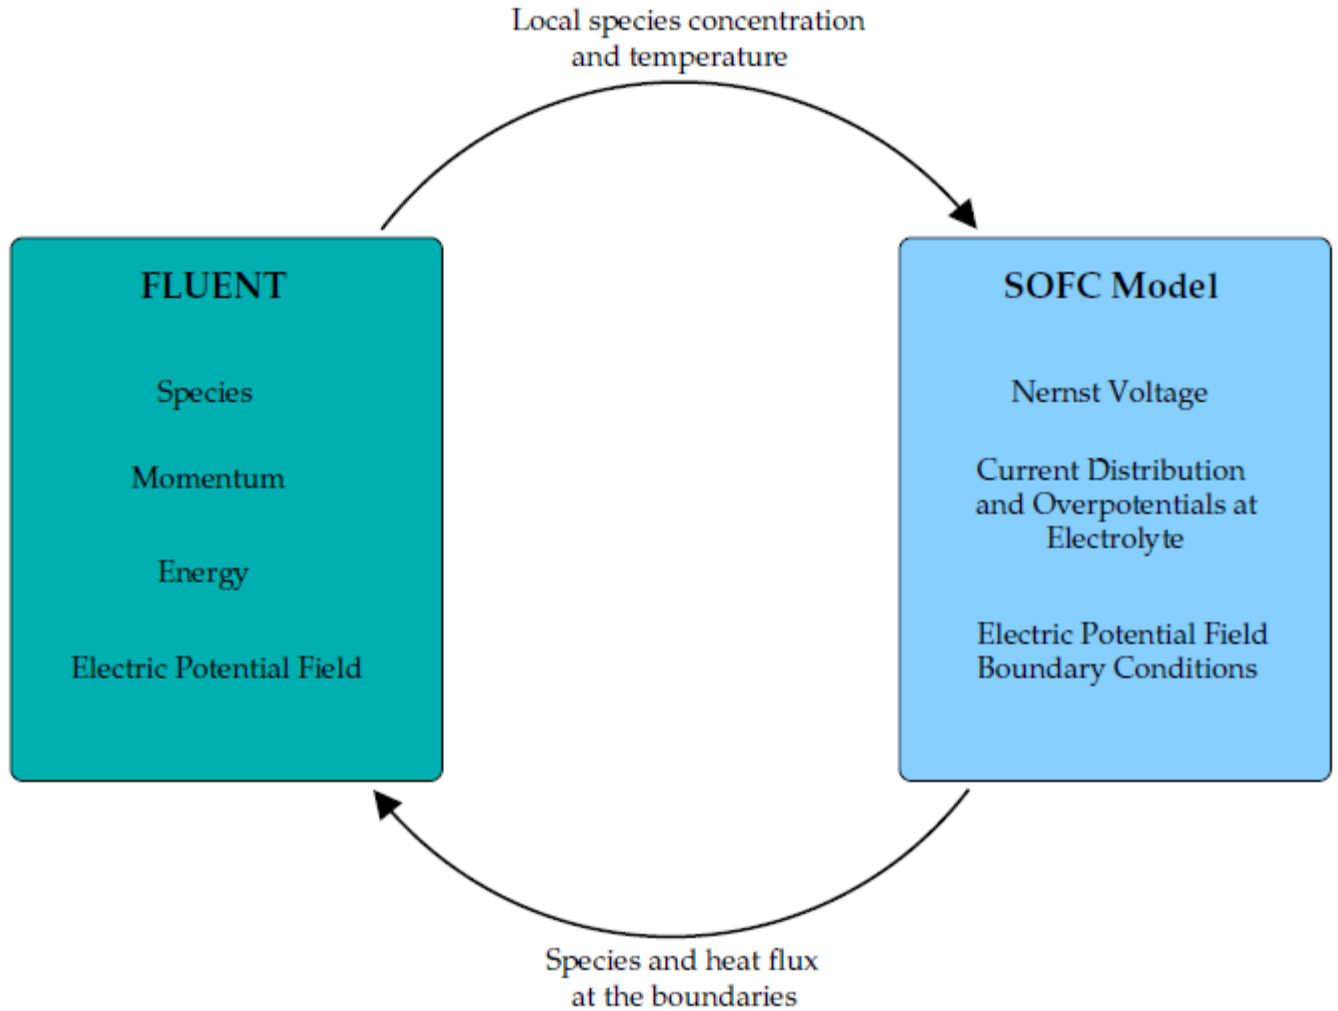 Local species concentration
and temperature
FLUENT
Species
Momentum
Energy
Electric Potential Field
SOFC Model
Nernst Voltage
Current Distribution
and Overpotentials at
Electrolyte
Electric Potential Field
Boundary Conditions
Species and heat flux
at the boundaries